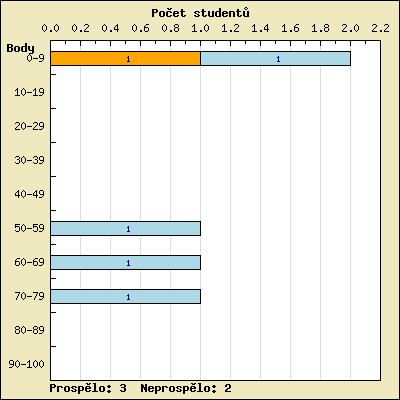 Počet studentů
0.0 0.2 0.4 0.6 0.8 1.0 1.2 1.4 1.6 1.8 2.0 2.2
Body
0-9 1 1
10-19
20-29
30-39
40-49
50-59 1
60-69 1
70-79 1
80-89
90-100
Prospělo: 3 Neprospělo: 2